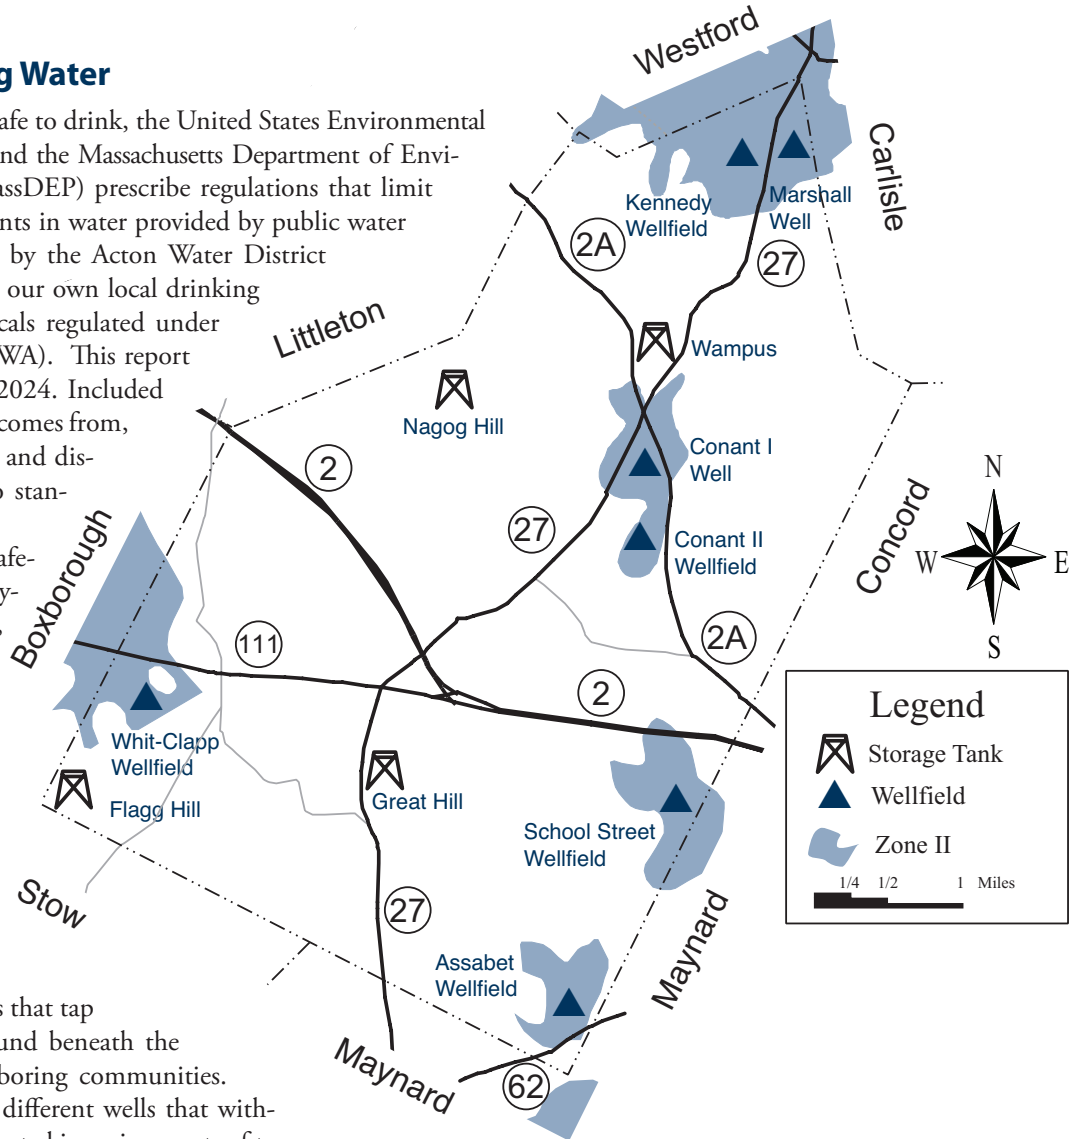 g Water
afe to drink, the United States Environmental
nd the Massachusetts Department of Envi-
assDEP) prescribe regulations that limit
nts in water provided by public water
by the Acton Water District
our own local drinking
cals regulated under
WA). This report
2024. Included
comes from,
and dis-
o stan-
afe-
y-
s that tap
und beneath the
boring communities.
different wells that with-
Westford
Carlisle
Kennedy
Wellfield
Marshall
Well
2A
27
Littleton
Wampus
Nagog Hill
2
Conant I
Well
27
Conant II
Wellfield
Concord
N
W
E
S
Boxborough
111
2A
2
Whit-Clapp
Wellfield
Flagg Hill
Great Hill
School Street
Wellfield
Stow
27
Assabet
Wellfield
Maynard
Maynard
62
Legend
Storage Tank
Wellfield
Zone II
1/4 1/2 1 Miles